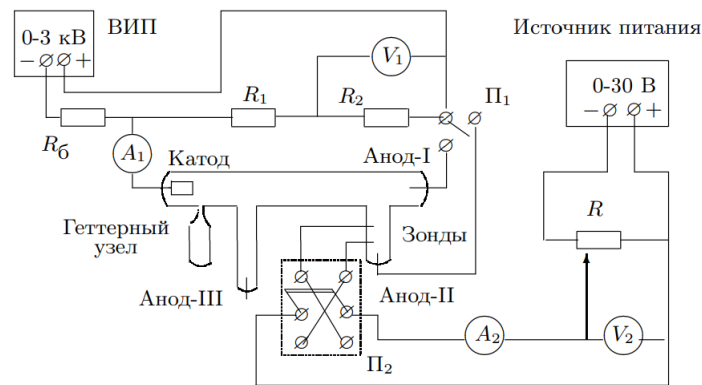 ВИП
Источник питания
0-3 кВ
− +
V₁
0-30 В
− +
R₁
R₂
П₁
Rб
A₁
Катод
Анод-I
R
Геттерный
узел
Зонды
Анод-III
Анод-II
A₂
V₂
П₂